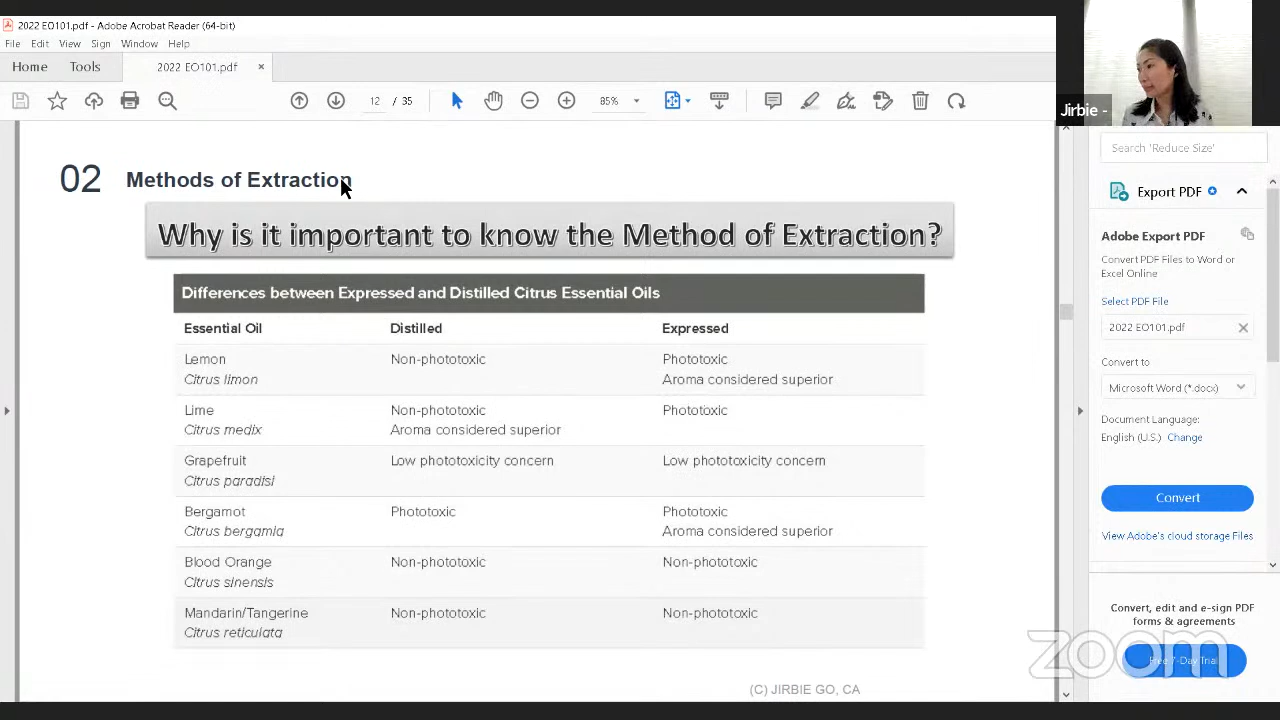 2022 EO101.pdf - Adobe Acrobat Reader (64-bit)
File Edit View Sign Window Help
Home Tools 2022 EO101.pdf ×
12 / 35 85%
Jirbie -
02 Methods of Extraction
Why is it important to know the Method of Extraction?
Differences between Expressed and Distilled Citrus Essential Oils
Essential Oil Distilled Expressed
Lemon Non-phototoxic Phototoxic
Citrus limon Aroma considered superior
Lime Non-phototoxic Phototoxic
Citrus medix Aroma considered superior
Grapefruit Low phototoxicity concern Low phototoxicity concern
Citrus paradisi
Bergamot Phototoxic Phototoxic
Citrus bergamia Aroma considered superior
Blood Orange Non-phototoxic Non-phototoxic
Citrus sinensis
Mandarin/Tangerine Non-phototoxic Non-phototoxic
Citrus reticulata
(C) JIRBIE GO, CA
Search 'Reduce Size'
Export PDF
Adobe Export PDF
Convert PDF Files to Word or
Excel Online
Select PDF File
2022 EO101.pdf
Convert to
Microsoft Word (*.docx)
Document Language:
English (U.S.) Change
Convert
View Adobe's cloud storage Files
Convert, edit and e-sign PDF
forms & agreements
Free 7-Day Trial
zoom